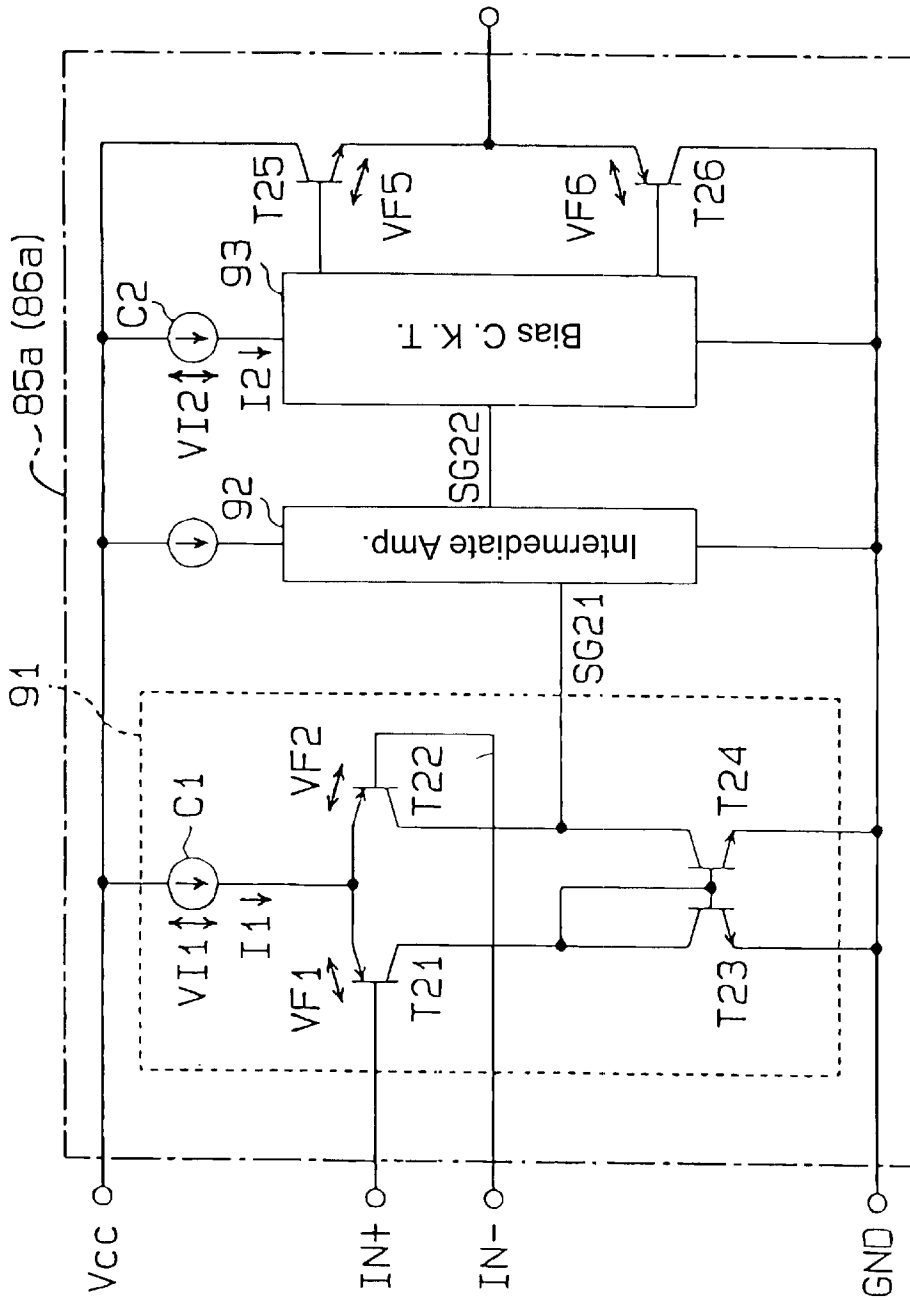 85a (86a)
91
Vcc
C1
VI1
I1
VF1
VF2
T21
T22
IN+
IN-
SG21
T23
T24
GND
92
Intermediate Amp.
SG22
C2
VI2
I2
93
Bias C. K. T.
T25
VF5
VF6
T26